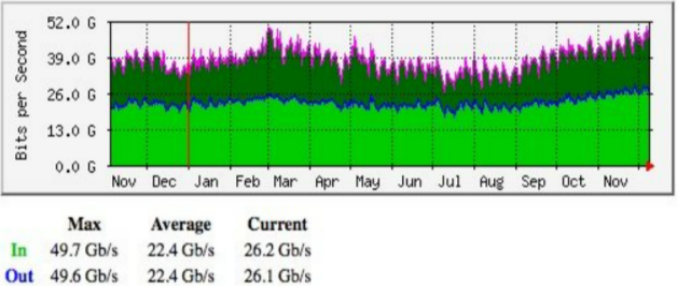 52.0 G
39.0 G
26.0 G
13.0 G
0.0 G
Bits per Second
Nov Dec Jan Feb Mar Apr May Jun Jul Aug Sep Oct Nov
Max Average Current
In 49.7 Gb/s 22.4 Gb/s 26.2 Gb/s
Out 49.6 Gb/s 22.4 Gb/s 26.1 Gb/s